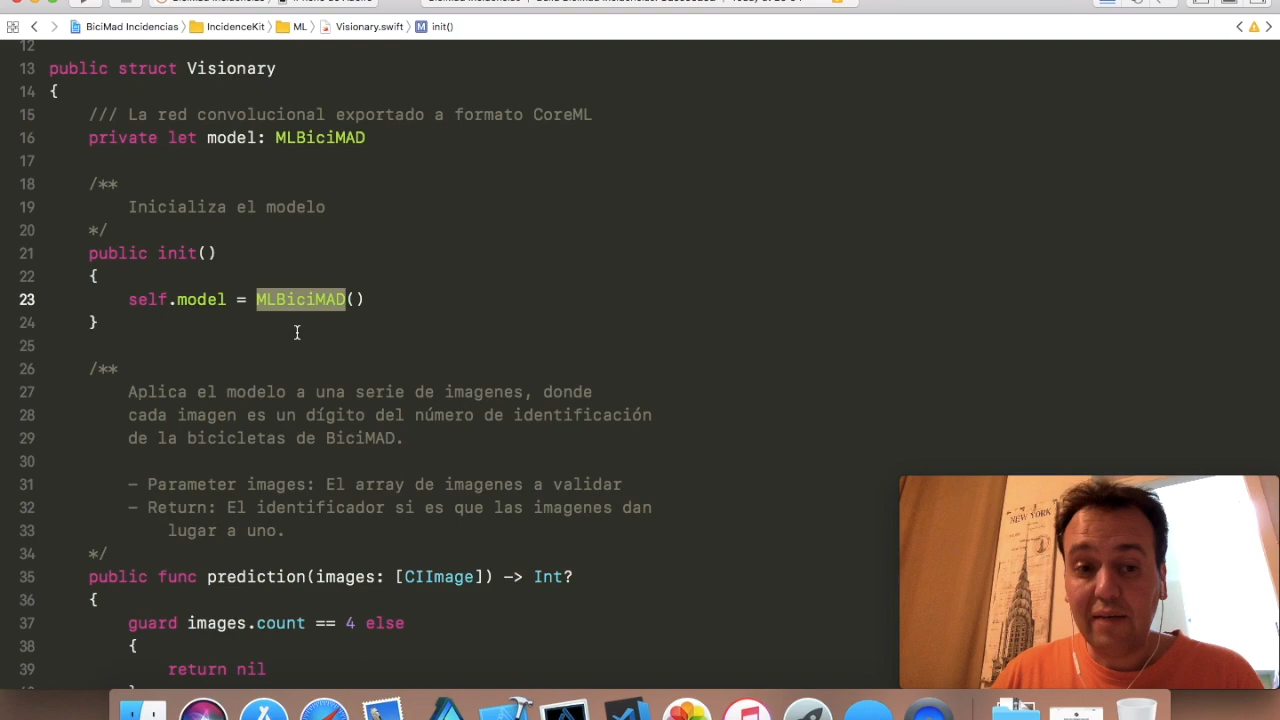 BiciMad Incidencias
IncidenceKit
ML
Visionary.swift
M
init()
12
13 public struct Visionary
14 {
15 /// La red convolucional exportado a formato CoreML
16 private let model: MLBiciMAD
17
18 /**
19 Inicializa el modelo
20 */
21 public init()
22 {
23 self.model = MLBiciMAD()
24 }
25
26 /**
27 Aplica el modelo a una serie de imagenes, donde
28 cada imagen es un dígito del número de identificación
29 de la bicicletas de BiciMAD.
30
31 - Parameter images: El array de imagenes a validar
32 - Return: El identificador si es que las imagenes dan
33 lugar a uno.
34 */
35 public func prediction(images: [CIImage]) -> Int?
36 {
37 guard images.count == 4 else
38 {
39 return nil
NEW YORK